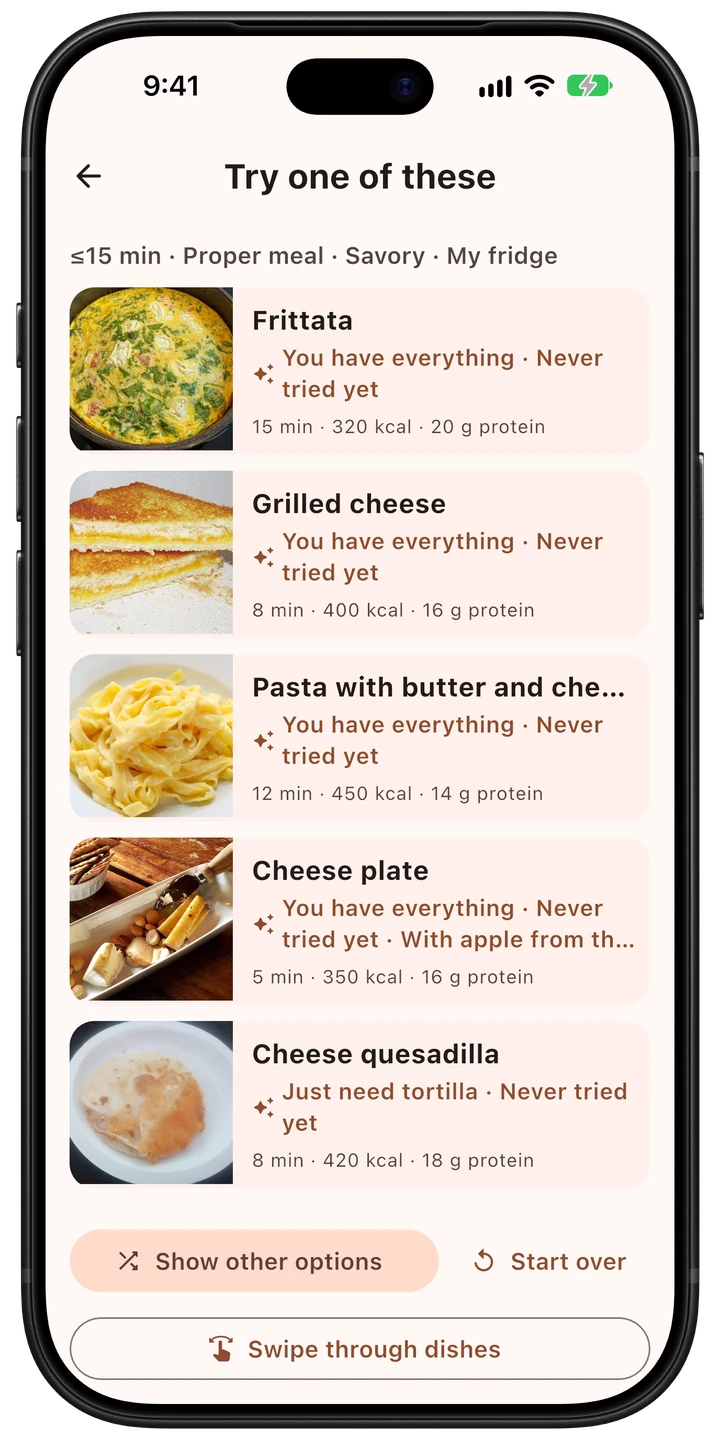 9:41
Try one of these
≤15 min · Proper meal · Savory · My fridge
Frittata
You have everything · Never
tried yet
15 min · 320 kcal · 20 g protein
Grilled cheese
You have everything · Never
tried yet
8 min · 400 kcal · 16 g protein
Pasta with butter and che...
You have everything · Never
tried yet
12 min · 450 kcal · 14 g protein
Cheese plate
You have everything · Never
tried yet · With apple from th...
5 min · 350 kcal · 16 g protein
Cheese quesadilla
Just need tortilla · Never tried
yet
8 min · 420 kcal · 18 g protein
Show other options
Start over
Swipe through dishes